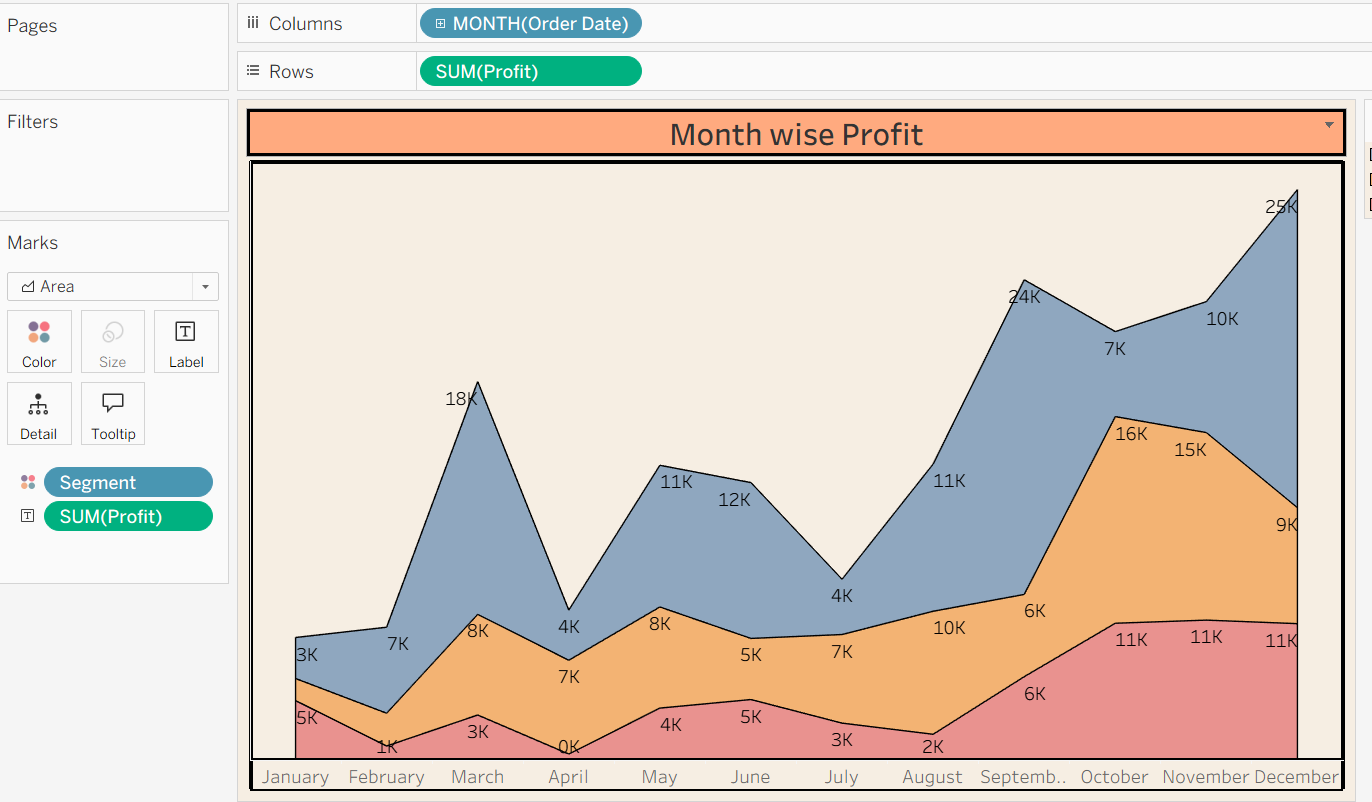 Pages
Columns
MONTH(Order Date)
Rows
SUM(Profit)
Filters
Marks
Area
Color
Size
Label
Detail
Tooltip
Segment
SUM(Profit)
Month wise Profit
3K 7K 18K 4K 11K 12K 4K 11K 24K 7K 10K 25K
8K 7K 8K 5K 7K 10K 6K 16K 15K 9K
5K 1K 3K 0K 4K 5K 3K 2K 6K 11K 11K 11K
January February March April May June July August Septemb.. October November December